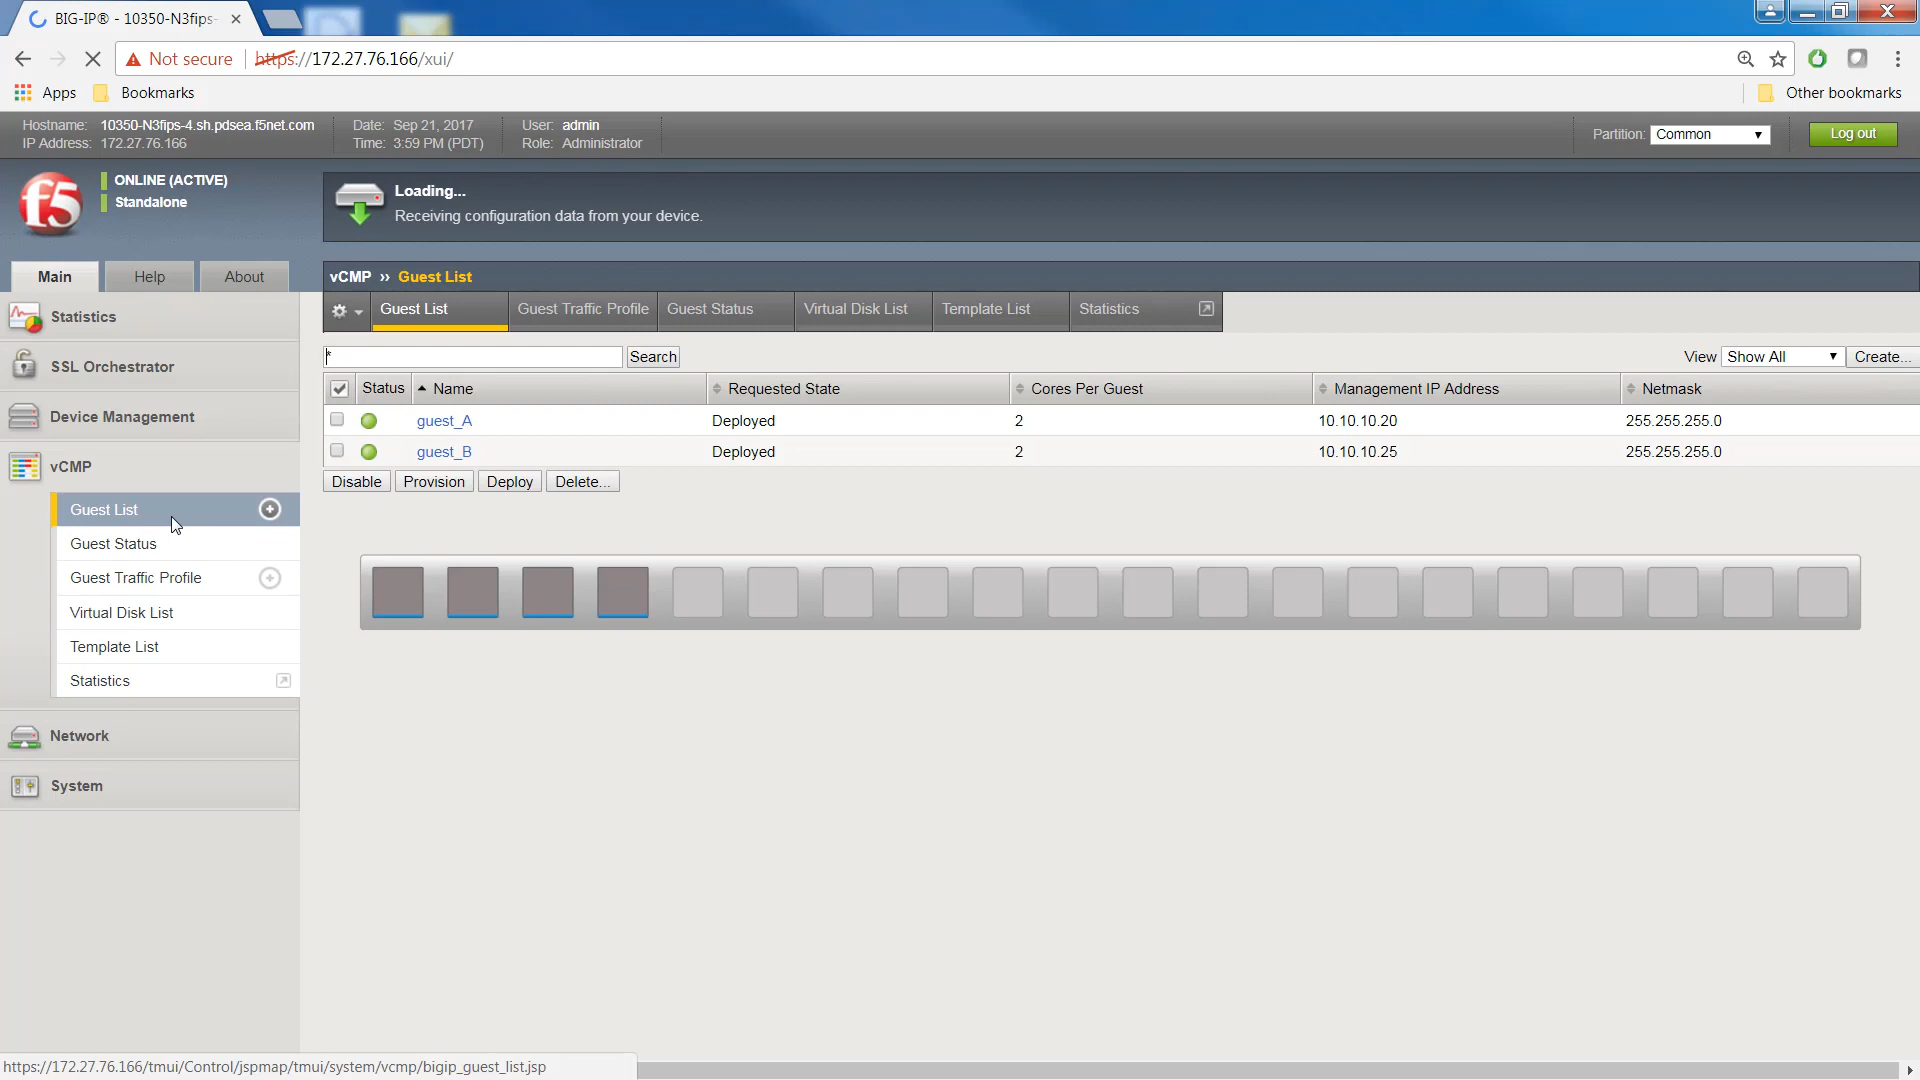 BIG-IP® - 10350-N3fips-
Not secure https://172.27.76.166/xui/
Apps Bookmarks Other bookmarks
Hostname: 10350-N3fips-4.sh.pdsea.f5net.com Date: Sep 21, 2017 User: admin
IP Address: 172.27.76.166 Time: 3:59 PM (PDT) Role: Administrator
Partition: Common Log out
f5
ONLINE (ACTIVE)
Standalone
Loading...
Receiving configuration data from your device.
Main Help About
vCMP ›› Guest List
Guest List Guest Traffic Profile Guest Status Virtual Disk List Template List Statistics
Statistics
SSL Orchestrator
Device Management
vCMP
Guest List
Guest Status
Guest Traffic Profile
Virtual Disk List
Template List
Statistics
Network
System
* Search View Show All Create...
Status Name Requested State Cores Per Guest Management IP Address Netmask
guest_A Deployed 2 10.10.10.20 255.255.255.0
guest_B Deployed 2 10.10.10.25 255.255.255.0
Disable Provision Deploy Delete...
https://172.27.76.166/tmui/Control/jspmap/tmui/system/vcmp/bigip_guest_list.jsp